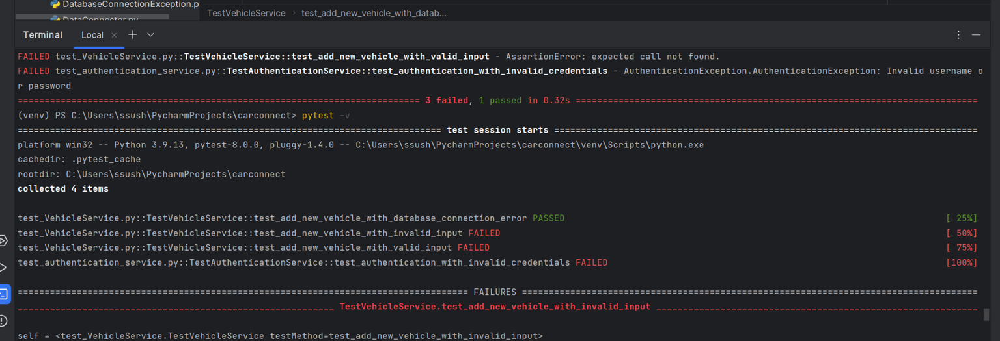 DatabaseConnectionException.p
DataConnector.py
TestVehicleService › test_add_new_vehicle_with_datab...
Terminal Local × + ⌄
FAILED test_VehicleService.py::TestVehicleService::test_add_new_vehicle_with_valid_input - AssertionError: expected call not found.
FAILED test_authentication_service.py::TestAuthenticationService::test_authentication_with_invalid_credentials - AuthenticationException.AuthenticationException: Invalid username o
r password
=========================================================================== 3 failed, 1 passed in 0.32s ===========================================================================
(venv) PS C:\Users\ssush\PycharmProjects\carconnect> pytest -v
=============================================================================== test session starts ===============================================================================
platform win32 -- Python 3.9.13, pytest-8.0.0, pluggy-1.4.0 -- C:\Users\ssush\PycharmProjects\carconnect\venv\Scripts\python.exe
cachedir: .pytest_cache
rootdir: C:\Users\ssush\PycharmProjects\carconnect
collected 4 items
test_VehicleService.py::TestVehicleService::test_add_new_vehicle_with_database_connection_error PASSED [ 25%]
test_VehicleService.py::TestVehicleService::test_add_new_vehicle_with_invalid_input FAILED [ 50%]
test_VehicleService.py::TestVehicleService::test_add_new_vehicle_with_valid_input FAILED [ 75%]
test_authentication_service.py::TestAuthenticationService::test_authentication_with_invalid_credentials FAILED [100%]
==================================================================================== FAILURES =====================================================================================
___________________________________________________________ TestVehicleService.test_add_new_vehicle_with_invalid_input ____________________________________________________________
self = <test_VehicleService.TestVehicleService testMethod=test_add_new_vehicle_with_invalid_input>